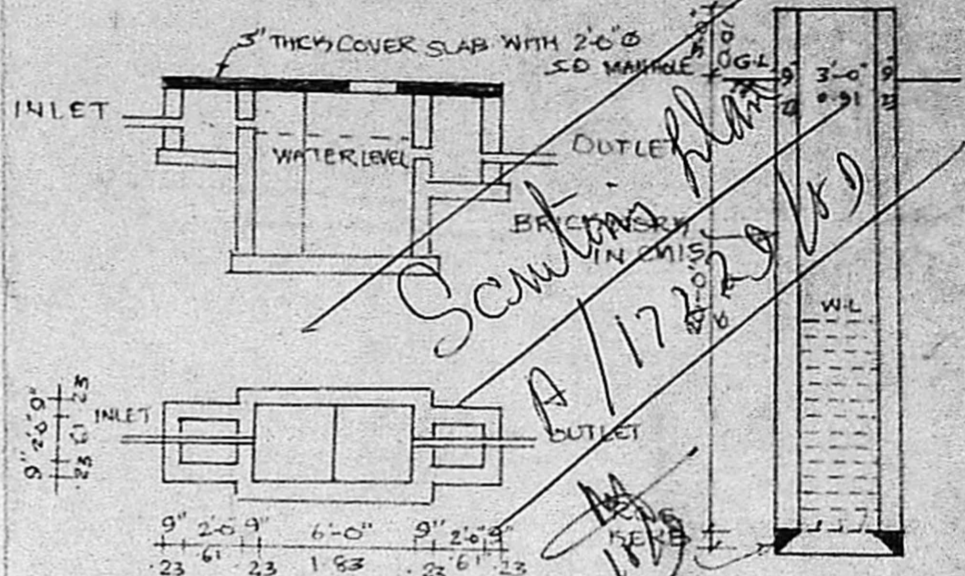 3" THICK COVER SLAB WITH 2'-0" Ø
S.D MANHOLE
INLET
WATER LEVEL
OUTLET
G.L
9" 3'-0" 9"
0.91
BRICKWORK
IN CM 1:5
W.L
Scrutiny Plan
A/17
INLET
OUTLET
9" 2'-0" 9"
.23 .61 .23
9" 2'-0" 9" 6'-0" 9" 2'-0" 9"
.23 .61 .23 1.83 .23 .61 .23
KERB